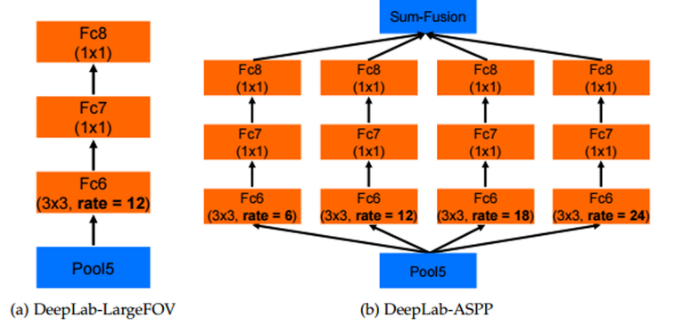 Fc8
(1x1)
Fc7
(1x1)
Fc6
(3x3, rate = 12)
Pool5
(a) DeepLab-LargeFOV
Sum-Fusion
Fc8
(1x1)
Fc8
(1x1)
Fc8
(1x1)
Fc8
(1x1)
Fc7
(1x1)
Fc7
(1x1)
Fc7
(1x1)
Fc7
(1x1)
Fc6
(3x3, rate = 6)
Fc6
(3x3, rate = 12)
Fc6
(3x3, rate = 18)
Fc6
(3x3, rate = 24)
Pool5
(b) DeepLab-ASPP